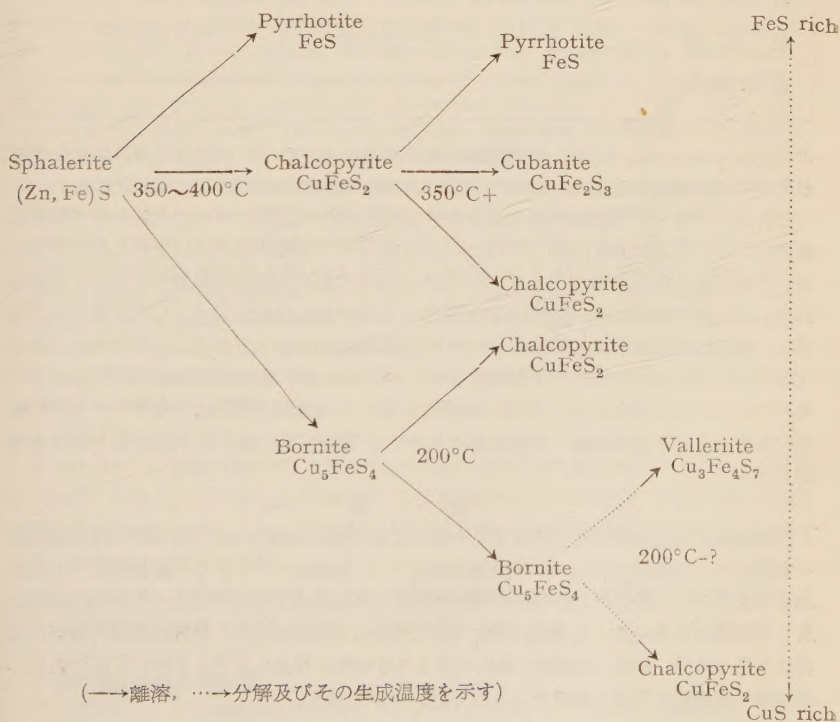 Pyrrhotite
FeS
FeS rich
Pyrrhotite
FeS
Sphalerite
(Zn, Fe) S
350~400°C
Chalcopyrite
CuFeS₂
350°C+
Cubanite
CuFe₂S₃
Chalcopyrite
CuFeS₂
Chalcopyrite
CuFeS₂
Bornite
Cu₅FeS₄
200°C
Valleriite
Cu₃Fe₄S₇
Bornite
Cu₅FeS₄
200°C-?
Chalcopyrite
CuFeS₂
(─→離溶, …→分解及びその生成温度を示す)
CuS rich